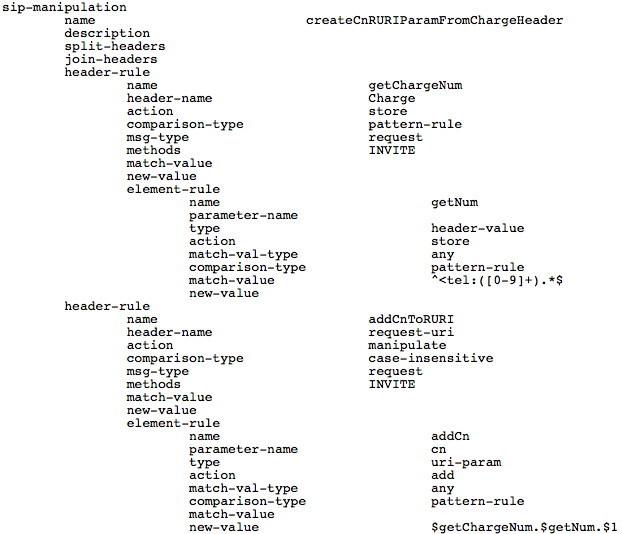 sip-manipulation
name createCnRURIParamFromChargeHeader
description
split-headers
join-headers
header-rule
name getChargeNum
header-name Charge
action store
comparison-type pattern-rule
msg-type request
methods INVITE
match-value
new-value
element-rule
name getNum
parameter-name
type header-value
action store
match-val-type any
comparison-type pattern-rule
match-value ^<tel:([0-9]+).*$
new-value
header-rule
name addCnToRURI
header-name request-uri
action manipulate
comparison-type case-insensitive
msg-type request
methods INVITE
match-value
new-value
element-rule
name addCn
parameter-name cn
type uri-param
action add
match-val-type any
comparison-type pattern-rule
match-value
new-value $getChargeNum.$getNum.$1